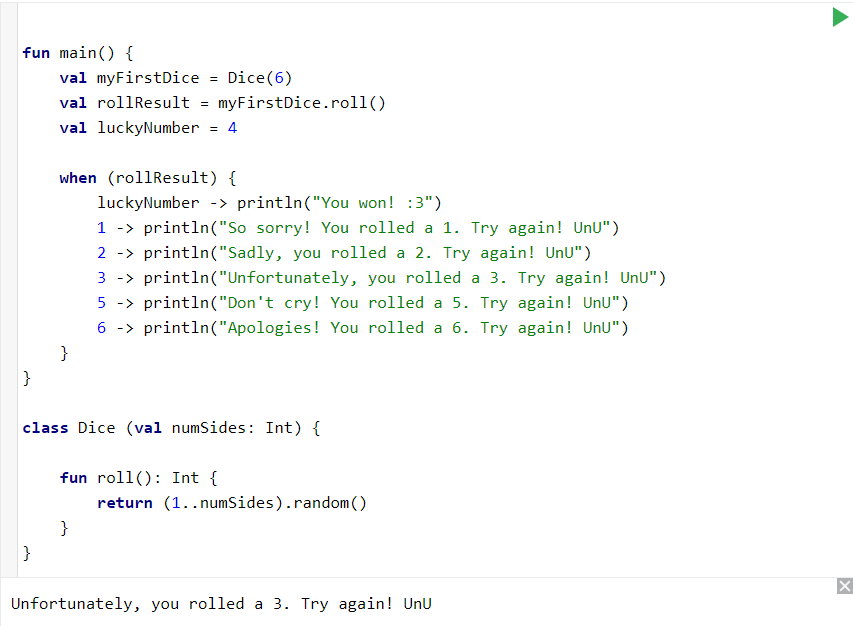 fun main() {
    val myFirstDice = Dice(6)
    val rollResult = myFirstDice.roll()
    val luckyNumber = 4
    when (rollResult) {
        luckyNumber -> println("You won! :3")
        1 -> println("So sorry! You rolled a 1. Try again! UnU")
        2 -> println("Sadly, you rolled a 2. Try again! UnU")
        3 -> println("Unfortunately, you rolled a 3. Try again! UnU")
        5 -> println("Don't cry! You rolled a 5. Try again! UnU")
        6 -> println("Apologies! You rolled a 6. Try again! UnU")
    }
}
class Dice (val numSides: Int) {
    fun roll(): Int {
        return (1..numSides).random()
    }
}
Unfortunately, you rolled a 3. Try again! UnU